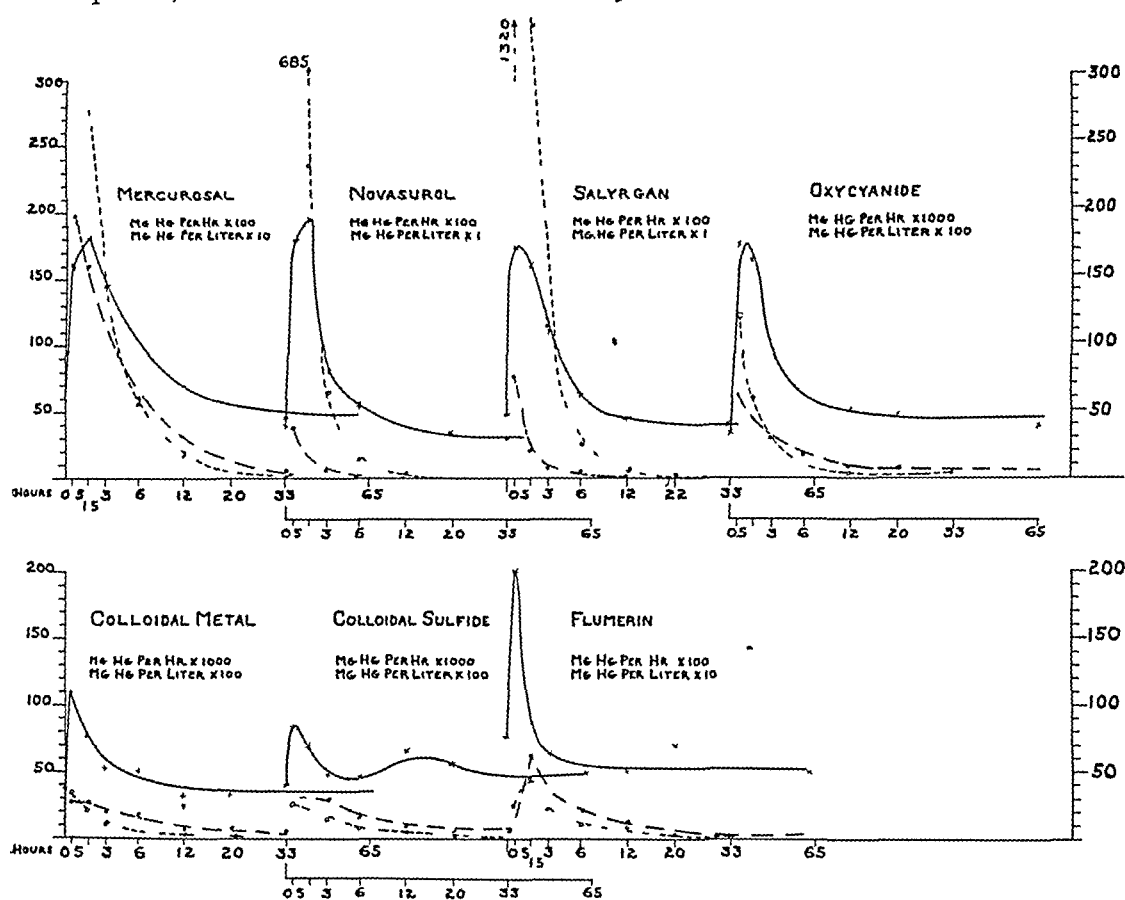 1320
685
300
300
250
250
200
200
150
150
100
100
50
50
MERCUROSAL
MG HG PER HR X100
MG HG PER LITER X10
NOVASUROL
MG HG PER HR X100
MG HG PER LITER X1
SALYRGAN
MG HG PER HR X100
MG HG PER LITER X1
OXYCYANIDE
MG HG PER HR X1000
MG HG PER LITER X100
HOURS 05 15 3 6 12 20 33 65 05 3 6 12 22 33 65
05 3 6 12 20 33 65 05 3 6 12 20 33 65
200
200
150
150
100
100
50
50
COLLOIDAL METAL
MG HG PER HR X1000
MG HG PER LITER X100
COLLOIDAL SULFIDE
MG HG PER HR X1000
MG HG PER LITER X100
FLUMERIN
MG HG PER HR X100
MG HG PER LITER X10
HOURS 05 3 6 12 20 33 65 05 15 3 6 12 20 33 65
05 3 6 12 20 33 65